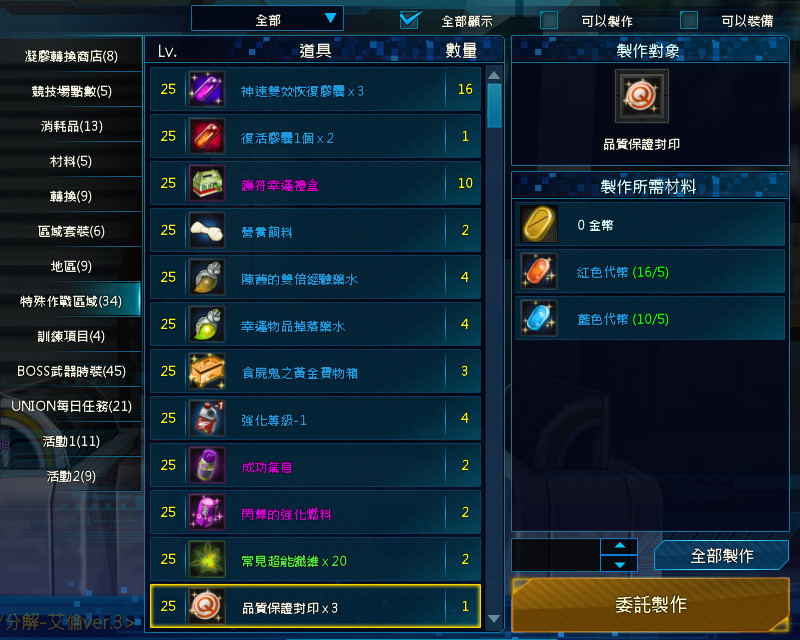 全部 ▼ 全部顯示 可以製作 可以裝備
凝膠轉換商店(8)
競技場點數(5)
消耗品(13)
材料(5)
轉換(9)
區域套裝(6)
地區(9)
特殊作戰區域(34)
訓練項目(4)
BOSS武器時裝(45)
UNION每日任務(21)
活動1(11)
活動2(9)
/分解-艾倫ver.3>
Lv. 道具 數量
25 神速雙效恢復膠囊 x 3 16
25 復活膠囊1個 x 2 1
25 護符幸運禮盒 10
25 營養飼料 2
25 陳舊的雙倍經驗藥水 4
25 幸運物品掉落藥水 4
25 食屍鬼之黃金寶物箱 3
25 強化等級-1 4
25 成功氣息 2
25 閃爍的強化燃料 2
25 常見超能纖維 x 20 2
25 品質保證封印 x 3 1
製作對象
品質保證封印
製作所需材料
0 金幣
紅色代幣 (16/5)
藍色代幣 (10/5)
全部製作
委託製作